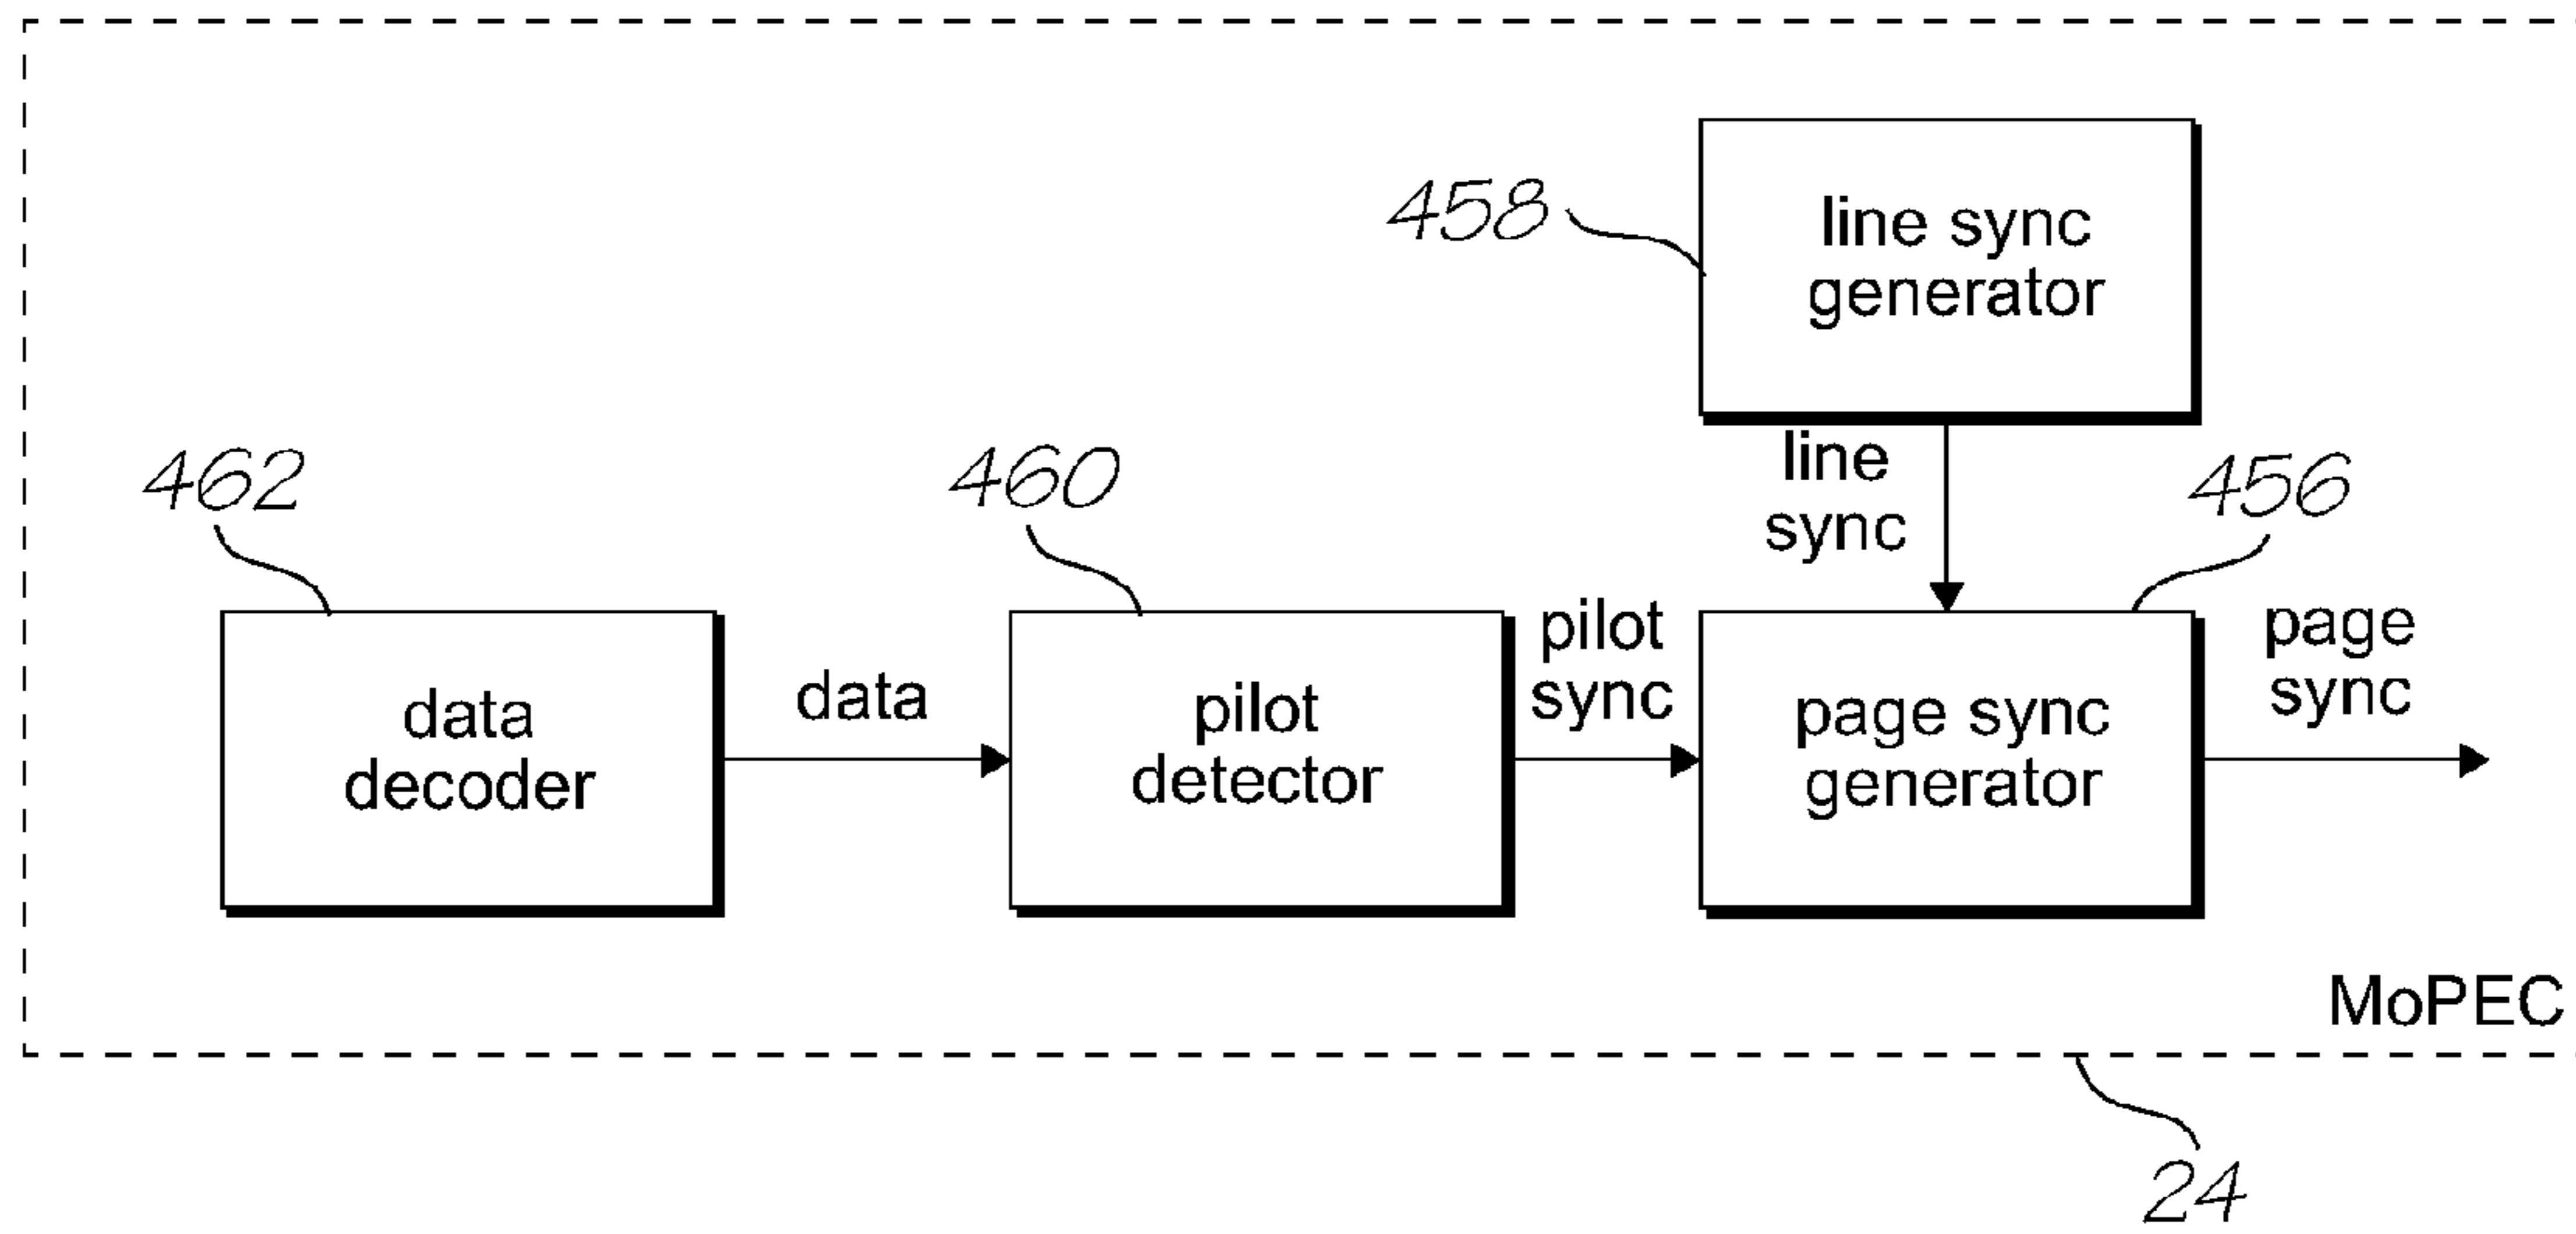 458
line sync
generator
line
sync
462
460
456
data
decoder
data
pilot
detector
pilot
sync
page sync
generator
page
sync
MoPEC
24